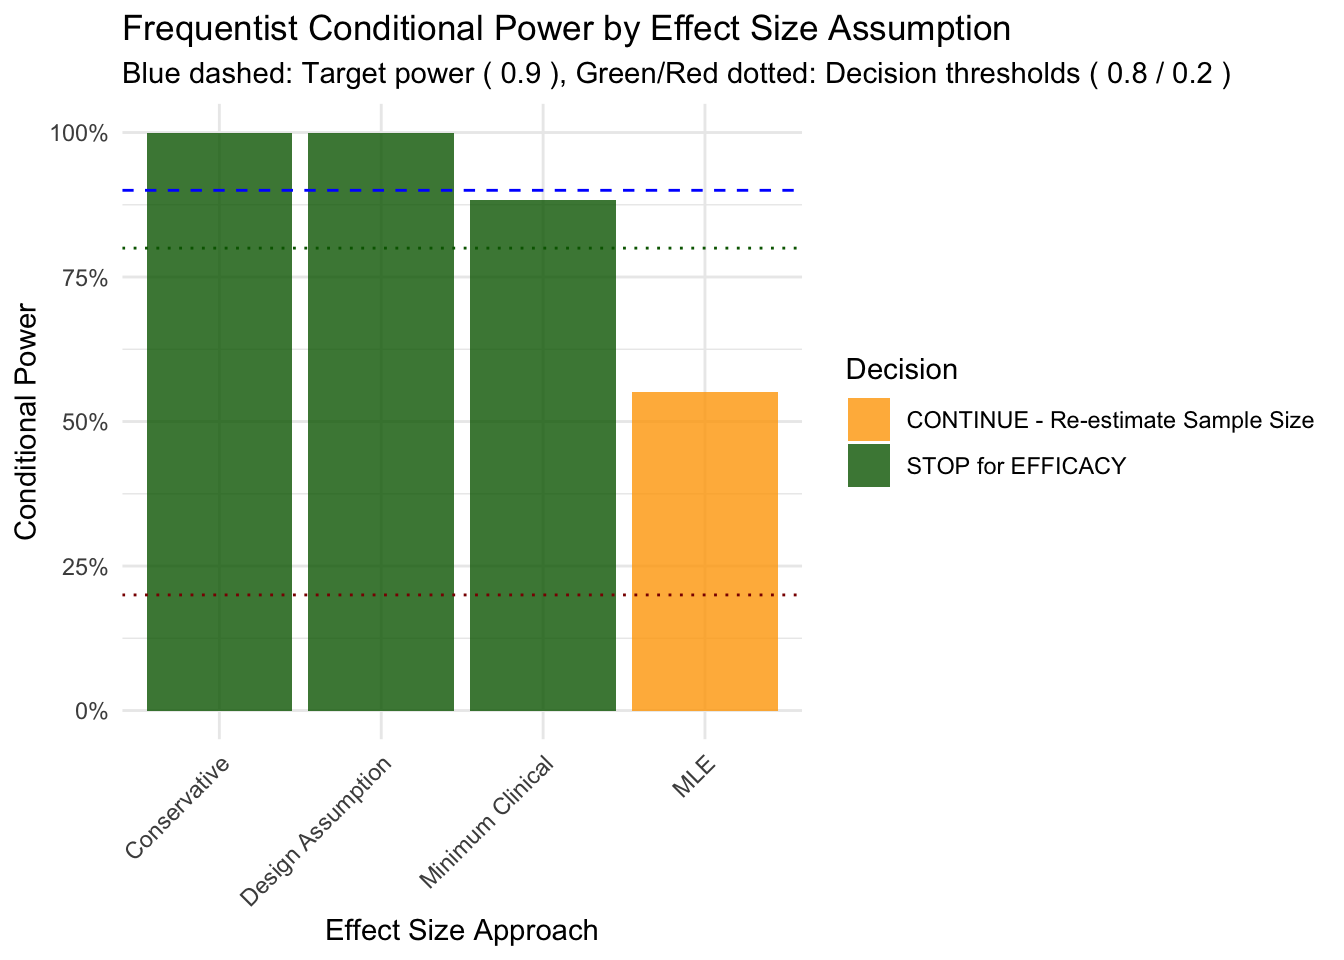 Frequentist Conditional Power by Effect Size Assumption
Blue dashed: Target power ( 0.9 ), Green/Red dotted: Decision thresholds ( 0.8 / 0.2 )
Conditional Power
100%
75%
50%
25%
0%
Conservative
Design Assumption
Minimum Clinical
MLE
Effect Size Approach
Decision
CONTINUE - Re-estimate Sample Size
STOP for EFFICACY